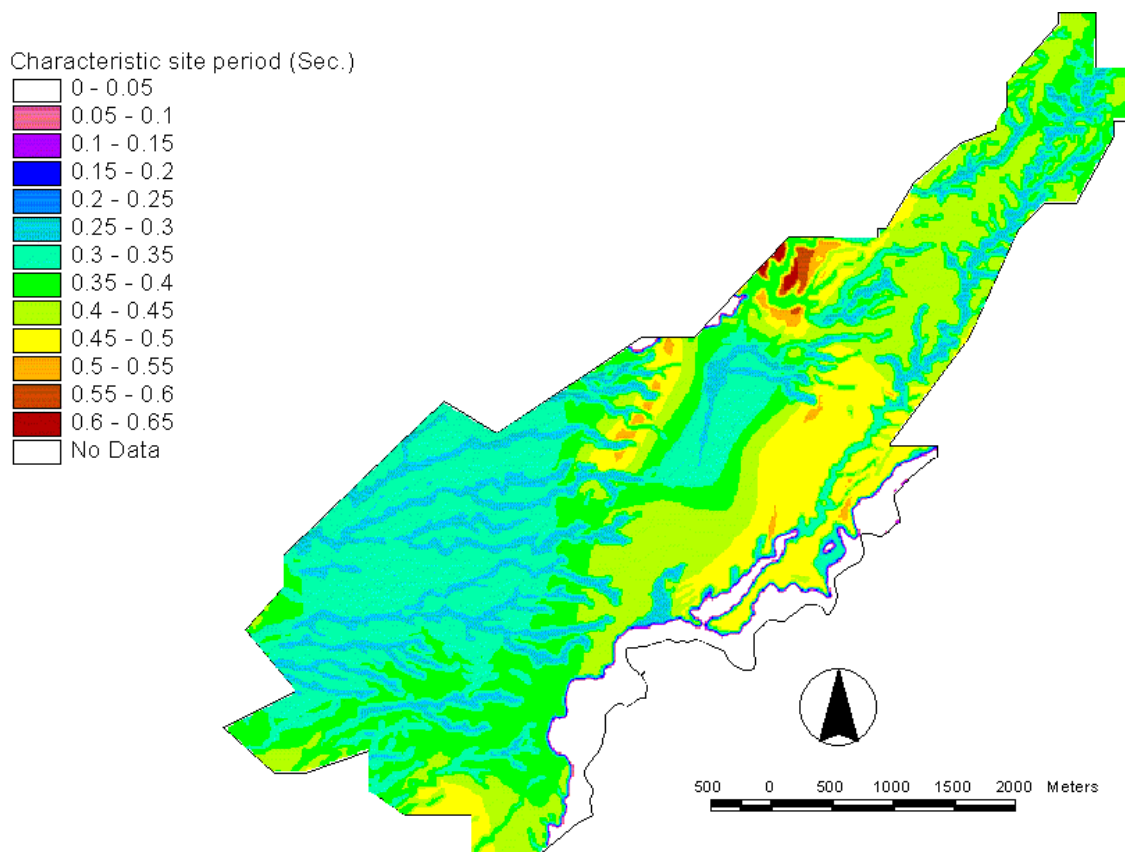 Characteristic site period (Sec.)
0 - 0.05
0.05 - 0.1
0.1 - 0.15
0.15 - 0.2
0.2 - 0.25
0.25 - 0.3
0.3 - 0.35
0.35 - 0.4
0.4 - 0.45
0.45 - 0.5
0.5 - 0.55
0.55 - 0.6
0.6 - 0.65
No Data
500 0 500 1000 1500 2000 Meters